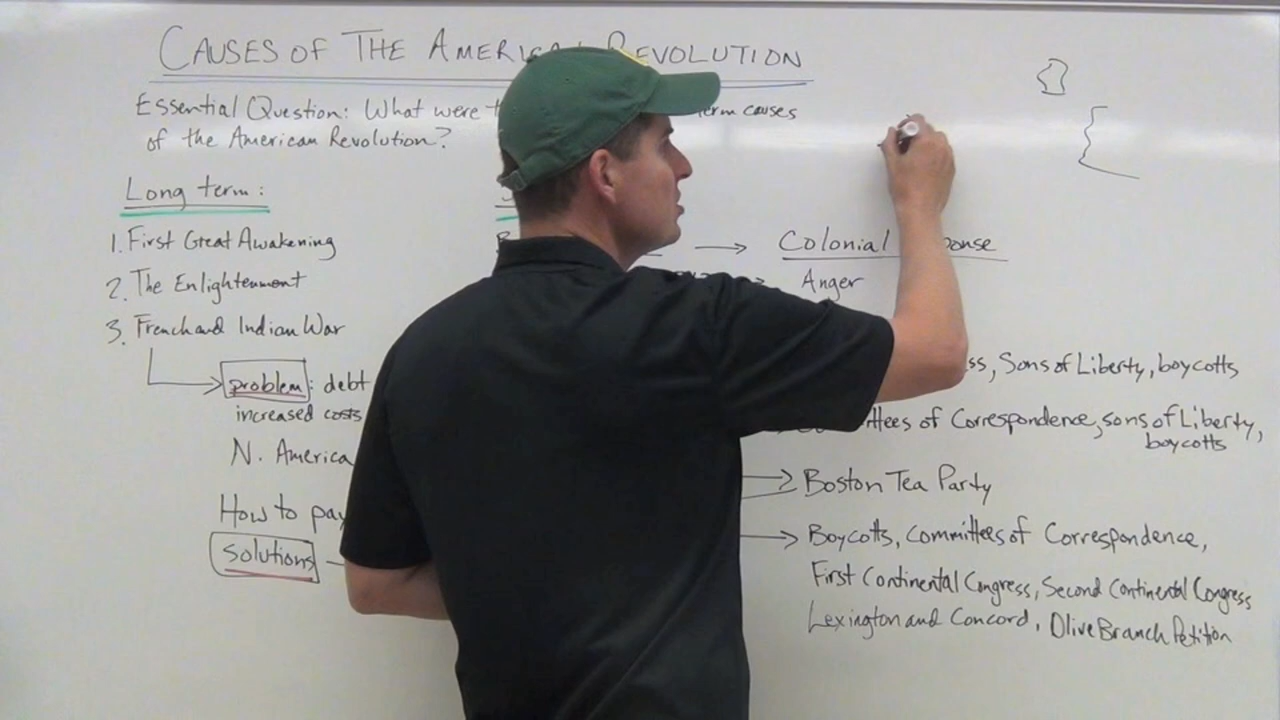 CAUSES OF THE AMERICAN REVOLUTION
Essential Question: What were term causes
of the American Revolution?
Long term:
1. First Great Awakening
2. The Enlightenment
3. French and Indian War
problem: debt
increased costs
N. America
How to pay
solutions
Colonial
Anger
Sons of Liberty, boycotts
of Correspondence, sons of Liberty,
boycotts
Boston Tea Party
Boycotts, Committees of Correspondence,
First Continental Congress, Second Continental Congress
Lexington and Concord, Olive Branch Petition